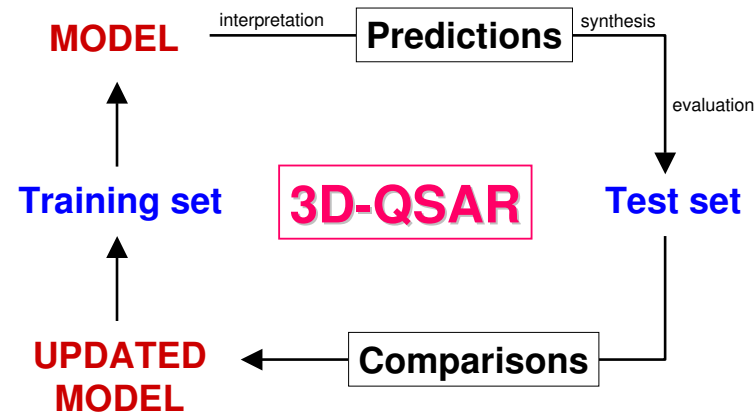 interpretation
synthesis
MODEL
Predictions
evaluation
Training set
3D-QSAR
Test set
UPDATED
MODEL
Comparisons